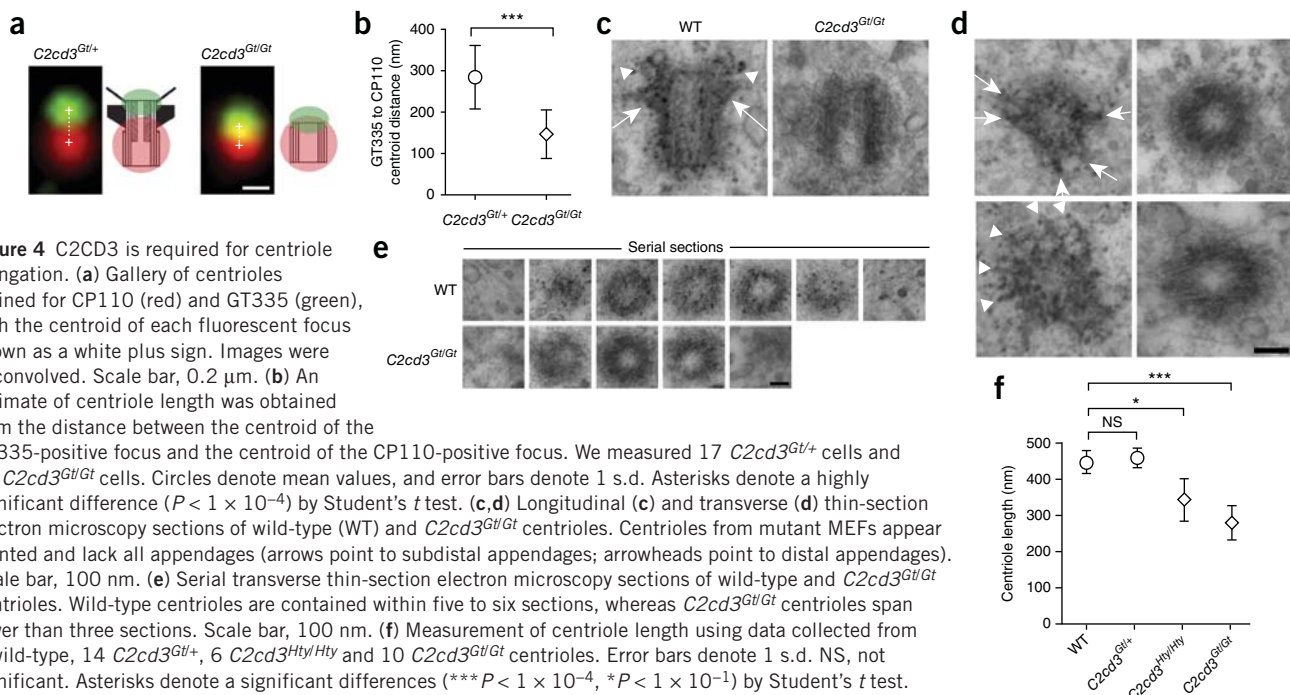 a
C2cd3Gt/+
C2cd3Gt/Gt
b
***
400
300
200
100
0
GT335 to CP110
centroid distance (nm)
C2cd3Gt/+ C2cd3Gt/Gt
c
WT
C2cd3Gt/Gt
d
e
Serial sections
WT
C2cd3Gt/Gt
f
***
*
NS
500
400
300
200
100
0
Centriole length (nm)
WT
C2cd3Gt/+
C2cd3Hty/Hty
C2cd3Gt/Gt
ure 4 C2CD3 is required for centriole
ngation. (a) Gallery of centrioles
ined for CP110 (red) and GT335 (green),
h the centroid of each fluorescent focus
own as a white plus sign. Images were
convolved. Scale bar, 0.2 μm. (b) An
imate of centriole length was obtained
m the distance between the centroid of the
335-positive focus and the centroid of the CP110-positive focus. We measured 17 C2cd3Gt/+ cells and
C2cd3Gt/Gt cells. Circles denote mean values, and error bars denote 1 s.d. Asterisks denote a highly
nificant difference (P < 1 × 10−4) by Student's t test. (c,d) Longitudinal (c) and transverse (d) thin-section
ectron microscopy sections of wild-type (WT) and C2cd3Gt/Gt centrioles. Centrioles from mutant MEFs appear
nted and lack all appendages (arrows point to subdistal appendages; arrowheads point to distal appendages).
ale bar, 100 nm. (e) Serial transverse thin-section electron microscopy sections of wild-type and C2cd3Gt/Gt
ntrioles. Wild-type centrioles are contained within five to six sections, whereas C2cd3Gt/Gt centrioles span
wer than three sections. Scale bar, 100 nm. (f) Measurement of centriole length using data collected from
wild-type, 14 C2cd3Gt/+, 6 C2cd3Hty/Hty and 10 C2cd3Gt/Gt centrioles. Error bars denote 1 s.d. NS, not
nificant. Asterisks denote a significant differences (***P < 1 × 10−4, *P < 1 × 10−1) by Student's t test.